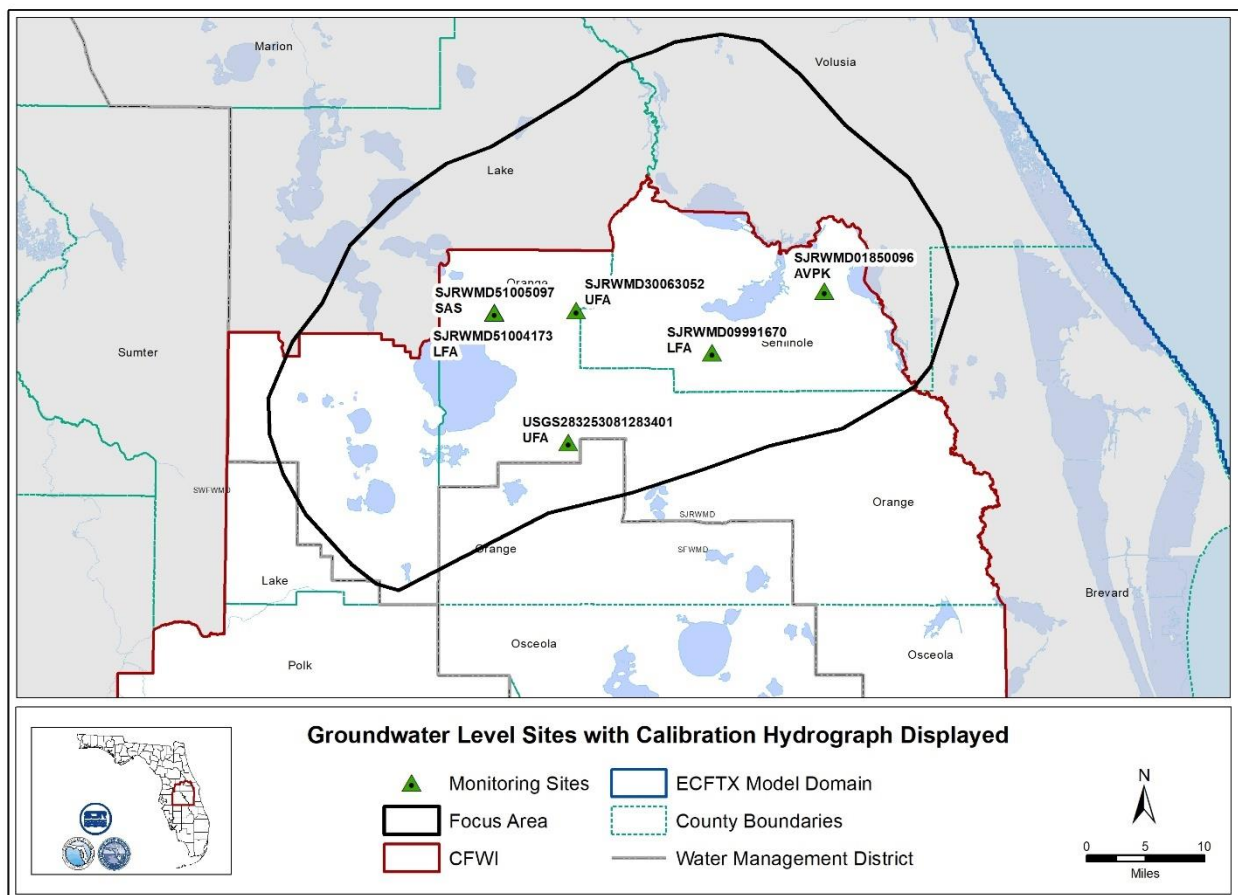 Marion
Volusia
Lake
SJRWMD01850096
AVPK
Orange
SJRWMD30063052
UFA
SJRWMD51005097
SAS
SJRWMD51004173
LFA
SJRWMD09991670
LFA
Seminole
Sumter
USGS283253081283401
UFA
SWFWMD
Orange
SJRWMD
Orange
SFWMD
Lake
Brevard
Osceola
Osceola
Polk
Groundwater Level Sites with Calibration Hydrograph Displayed
Monitoring Sites
ECFTX Model Domain
Focus Area
County Boundaries
CFWI
Water Management District
N
0 5 10
Miles